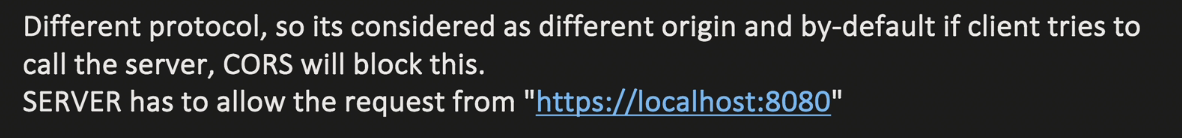 Different protocol, so its considered as different origin and by-default if client tries to
call the server, CORS will block this.
SERVER has to allow the request from "https://localhost:8080"